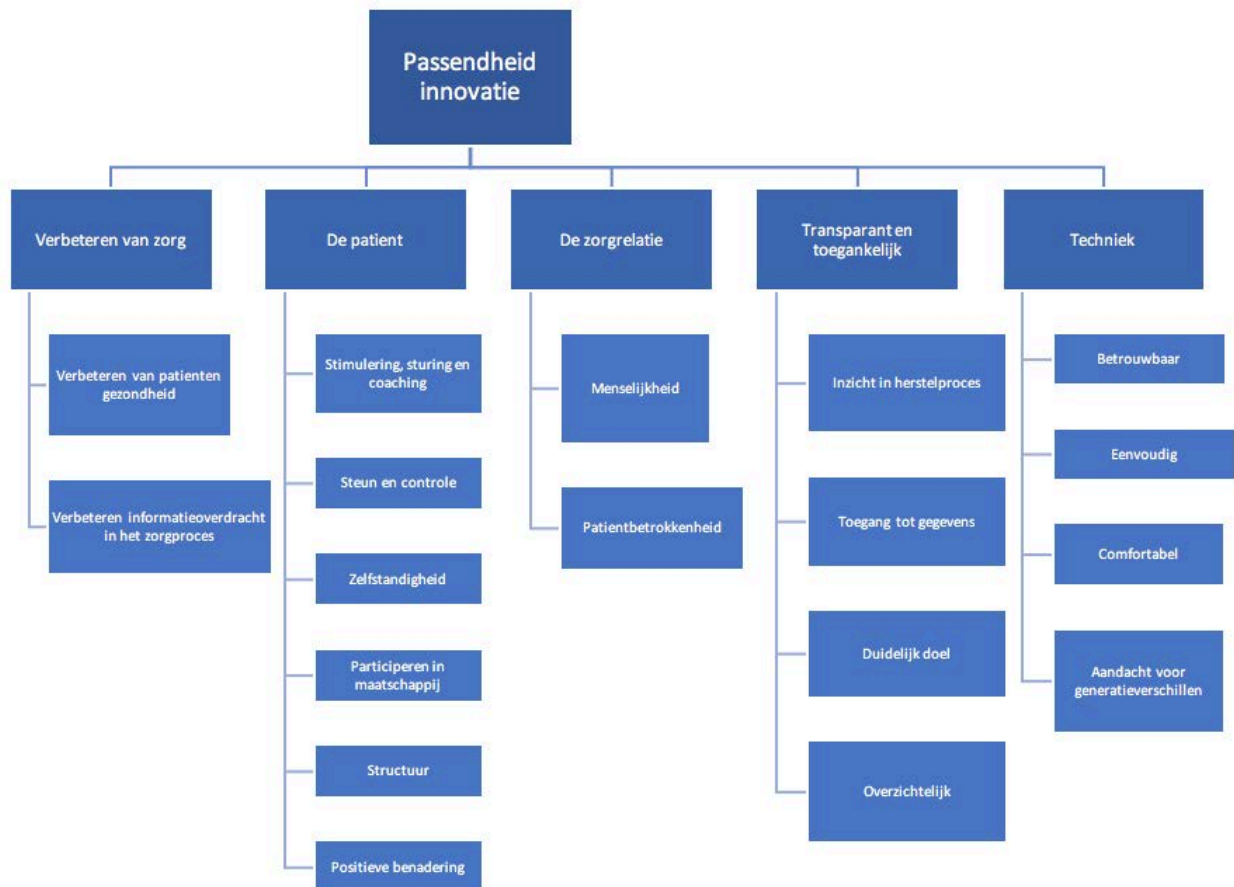 Passendheid
innovatie
Verbeteren van zorg
Verbeteren van patienten
gezondheid
Verbeteren informatieoverdracht
in het zorgproces
De patient
Stimulering, sturing en
coaching
Steun en controle
Zelfstandigheid
Participeren in
maatschappij
Structuur
Positieve benadering
De zorgrelatie
Menselijkheid
Patientbetrokkenheid
Transparant en
toegankelijk
Inzicht in herstelproces
Toegang tot gegevens
Duidelijk doel
Overzichtelijk
Techniek
Betrouwbaar
Eenvoudig
Comfortabel
Aandacht voor
generatieverschillen